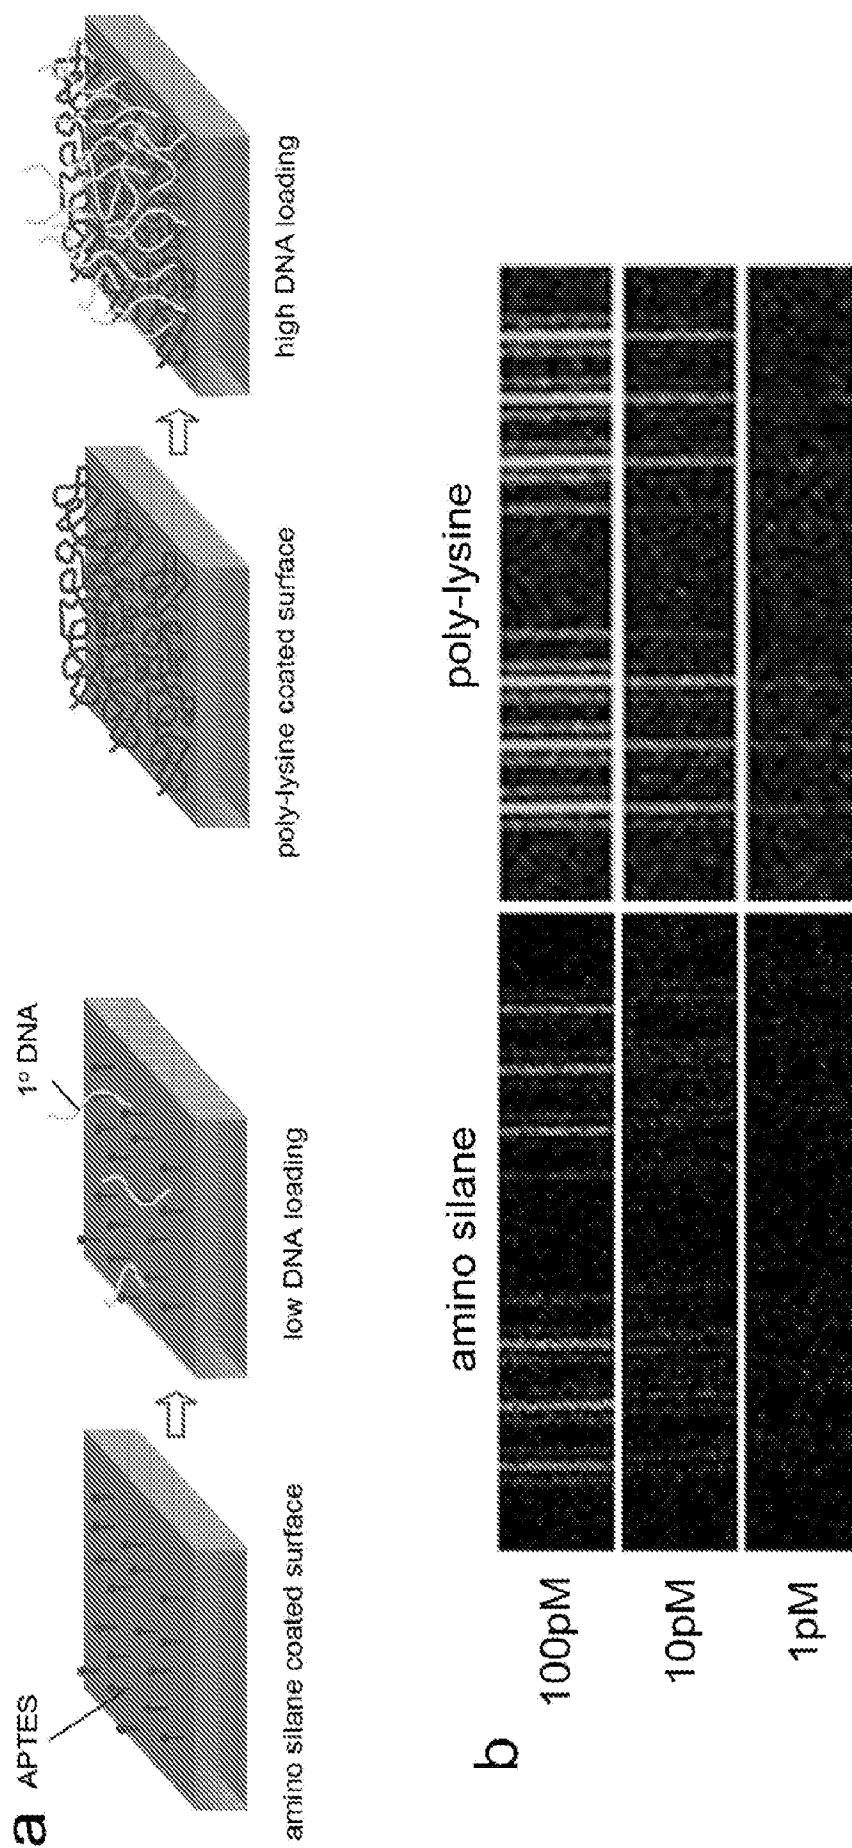 a
APTES
1º DNA
amino silane coated surface
low DNA loading
poly-lysine coated surface
high DNA loading
b
amino silane
poly-lysine
100pM
10pM
1pM